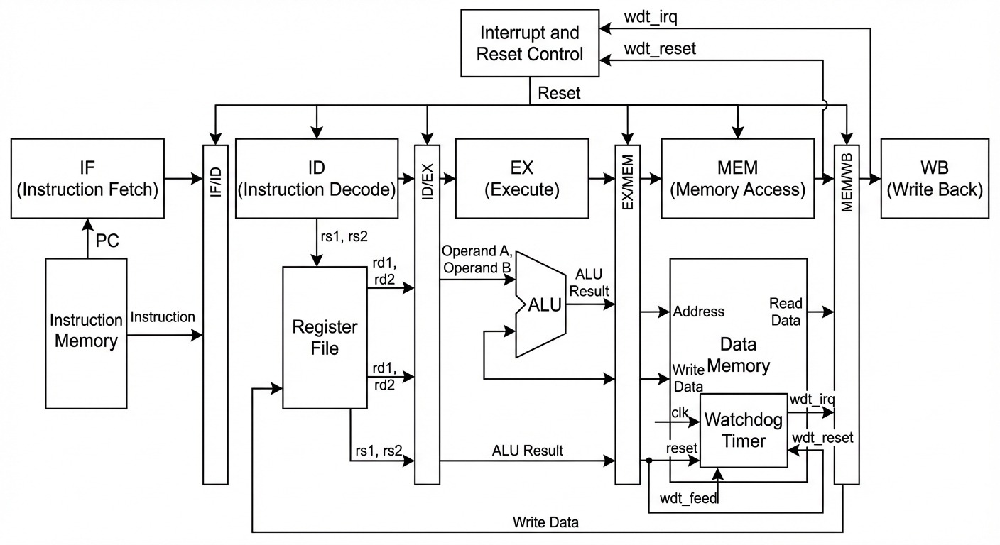 Interrupt and
Reset Control
wdt_irq
wdt_reset
Reset
IF
(Instruction Fetch)
IF/ID
ID
(Instruction Decode)
ID/EX
EX
(Execute)
EX/MEM
MEM
(Memory Access)
MEM/WB
WB
(Write Back)
PC
rs1, rs2
Instruction
Memory
Instruction
Register
File
rd1,
rd2
rd1,
rd2
rs1, rs2
Operand A,
Operand B
ALU
ALU
Result
ALU Result
Address
Read
Data
Data
Memory
Write
Data
clk
Watchdog
Timer
wdt_irq
wdt_reset
reset
wdt_feed
Write Data